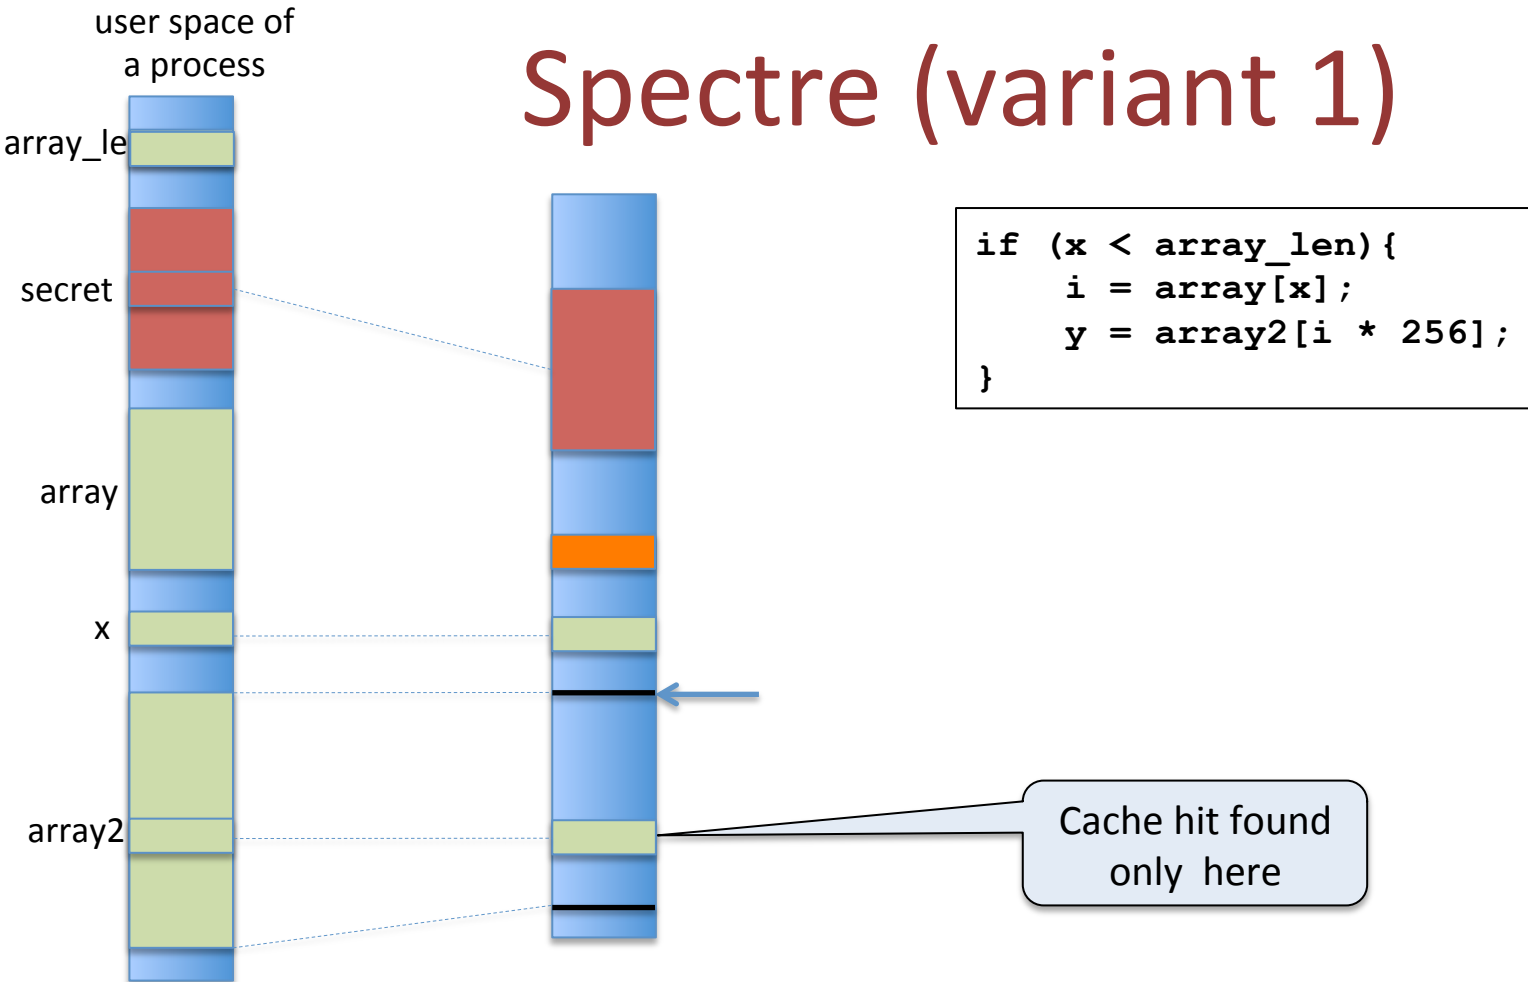 user space of
a process
Spectre (variant 1)
array_le
secret
array
x
array2
if (x < array_len){
    i = array[x];
    y = array2[i * 256];
}
Cache hit found
only here